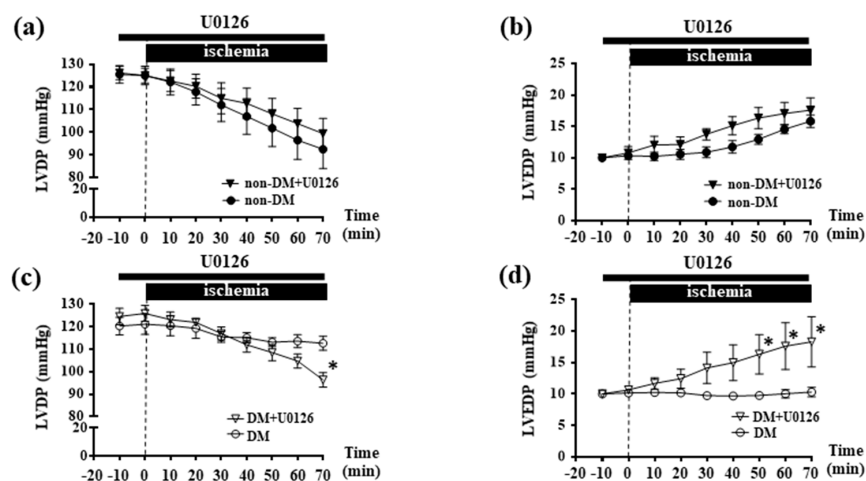 (a)
U0126
ischemia
LVDP (mmHg)
130
120
110
100
90
20
0
non-DM+U0126
non-DM
-20 -10 0 10 20 30 40 50 60 70
Time
(min)
(b)
U0126
ischemia
LVEDP (mmHg)
25
20
15
10
5
0
non-DM+U0126
non-DM
-20 -10 0 10 20 30 40 50 60 70
Time
(min)
(c)
U0126
ischemia
LVDP (mmHg)
130
120
110
100
90
20
0
*
DM+U0126
DM
-20 -10 0 10 20 30 40 50 60 70
Time
(min)
(d)
U0126
ischemia
LVEDP (mmHg)
25
20
15
10
5
0
* * *
DM+U0126
DM
-20 -10 0 10 20 30 40 50 60 70
Time
(min)